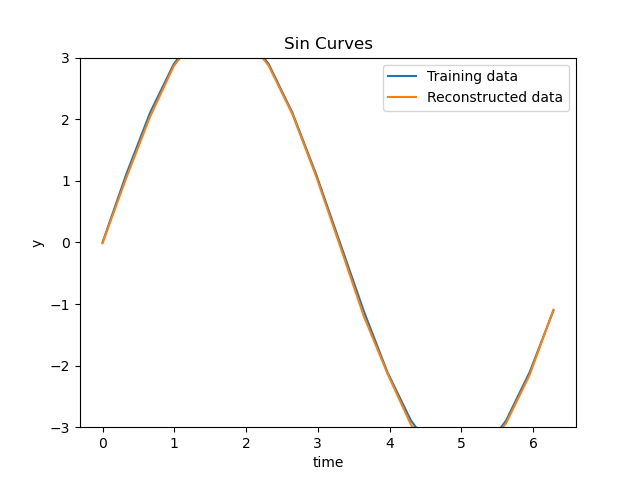 Sin Curves
Training data
Reconstructed data
3
2
1
0
−1
−2
−3
y
0 1 2 3 4 5 6
time